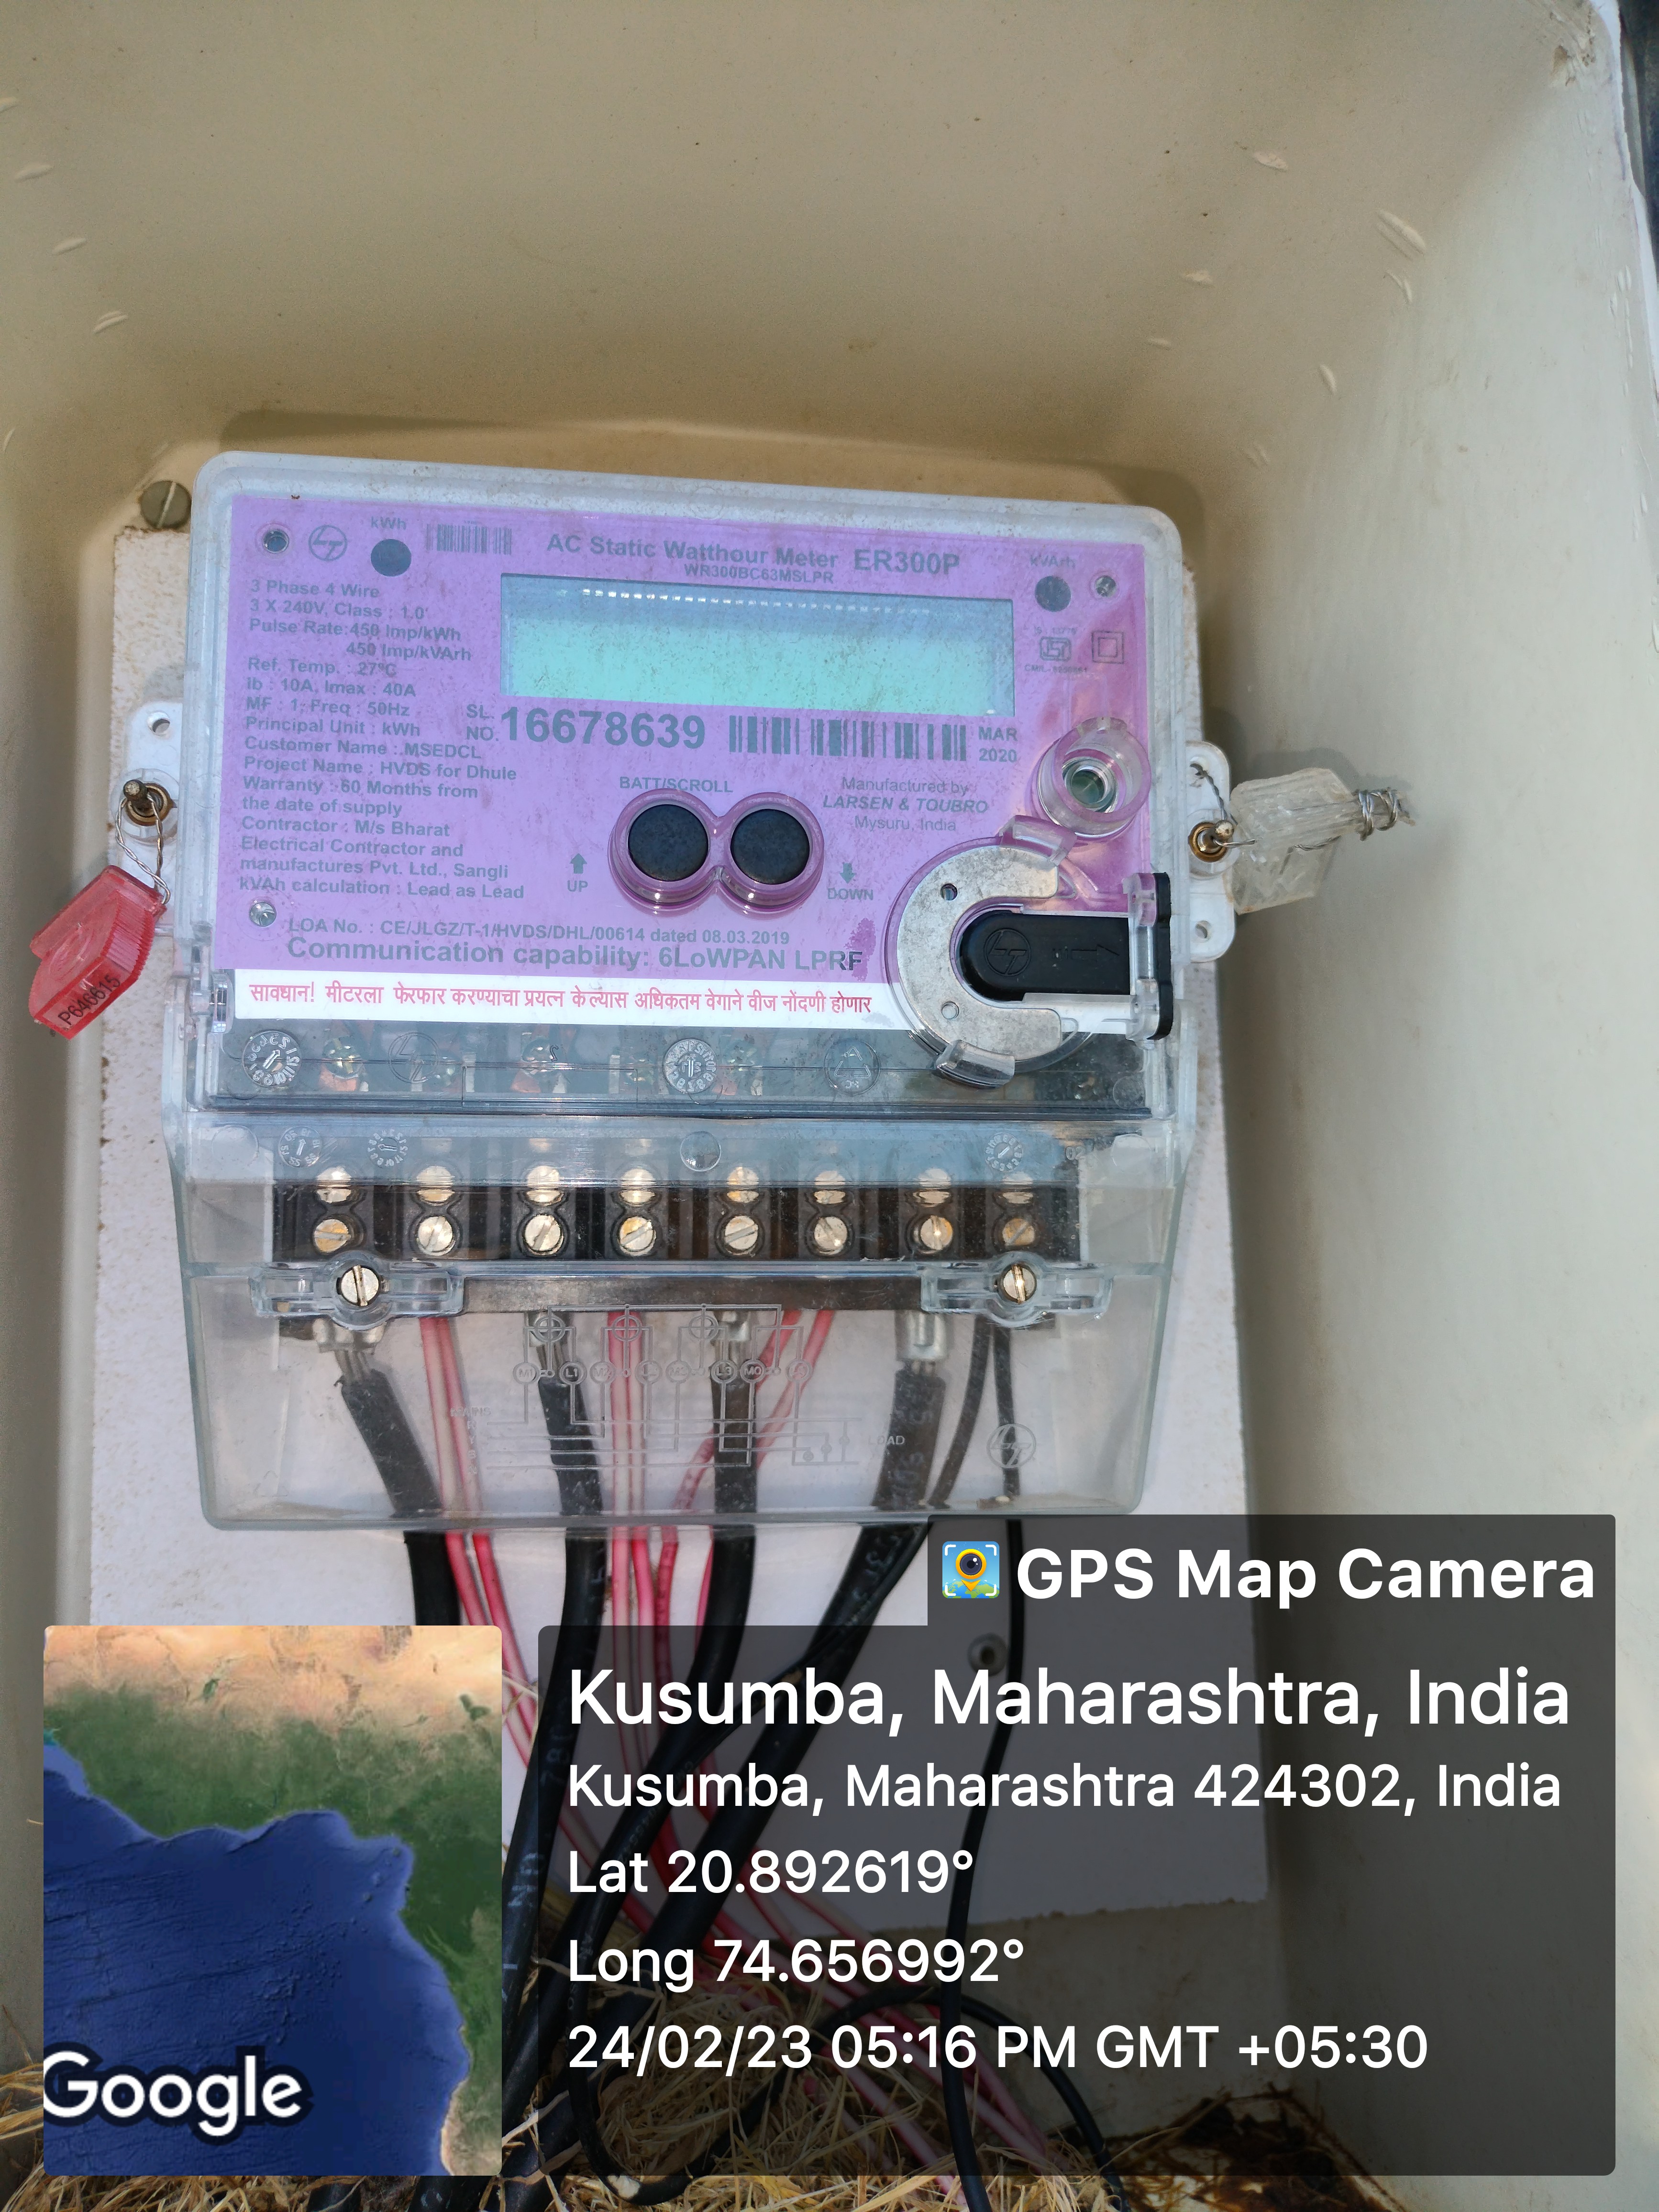 kWh
AC Static Watthour Meter ER300P
WR300BC63MSLPR
kVArh
3 Phase 4 Wire
3 X 240V, Class : 1.0
Pulse Rate:450 Imp/kWh
450 Imp/kVArh
Ref. Temp. : 27°C
Ib : 10A, Imax : 40A
MF : 1, Freq : 50Hz
Principal Unit : kWh
Customer Name : MSEDCL
Project Name : HVDS for Dhule
Warranty : 60 Months from
the date of supply
Contractor : M/s Bharat
Electrical Contractor and
manufactures Pvt. Ltd., Sangli
kVAh calculation : Lead as Lead
SL.
NO. 16678639
MAR
2020
BATT/SCROLL
UP
DOWN
Manufactured by
LARSEN & TOUBRO
Mysuru, India
LOA No. : CE/JLGZ/T-1/HVDS/DHL/00614 dated 08.03.2019
Communication capability: 6LoWPAN LPRF
सावधान! मीटरला फेरफार करण्याचा प्रयत्न केल्यास अधिकतम वेगाने वीज नोंदणी होणार
P646615
LOAD
GPS Map Camera
Kusumba, Maharashtra, India
Kusumba, Maharashtra 424302, India
Lat 20.892619°
Long 74.656992°
24/02/23 05:16 PM GMT +05:30
Google